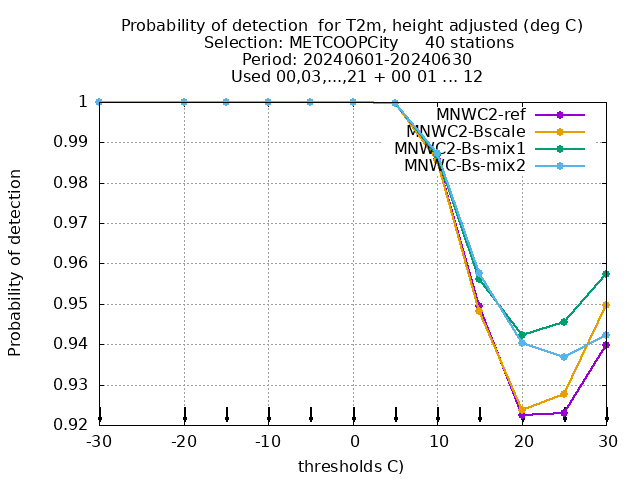 Probability of detection  for T2m, height adjusted (deg C)
Selection: METCOOPCity     40 stations
Period: 20240601-20240630
Used 00,03,...,21 + 00 01 ... 12
MNWC2-ref
MNWC2-Bscale
MNWC2-Bs-mix1
MNWC-Bs-mix2
1
0.99
0.98
0.97
0.96
0.95
0.94
0.93
0.92
Probability of detection
-30
-20
-10
0
10
20
30
thresholds C)